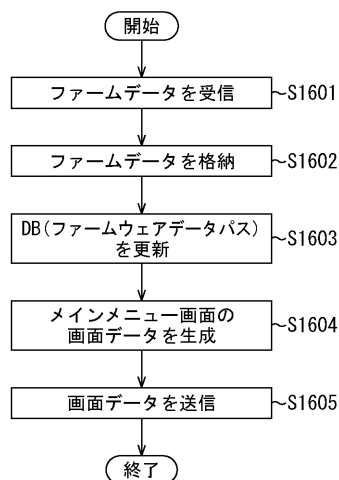 開始
ファームデータを受信 ~S1601
ファームデータを格納 ~S1602
DB(ファームウェアデータパス)
を更新 ~S1603
メインメニュー画面の
画面データを生成 ~S1604
画面データを送信 ~S1605
終了